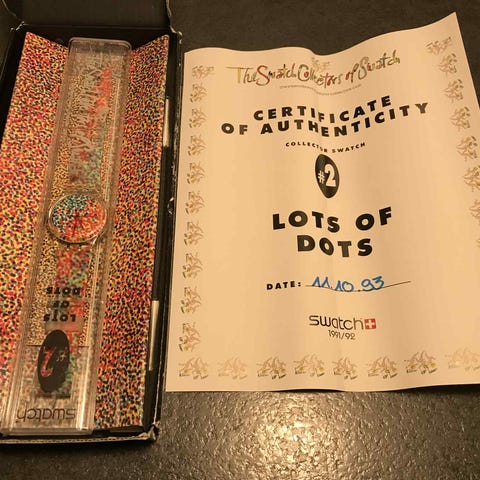 The Swatch Collectors of Swatch
CERTIFICATE
OF AUTHENTICITY
COLLECTOR SWATCH
#2
LOTS OF
DOTS
DATE: 11.10.93
swatch
1991/92
LOTS
OF
DOTS
swatch